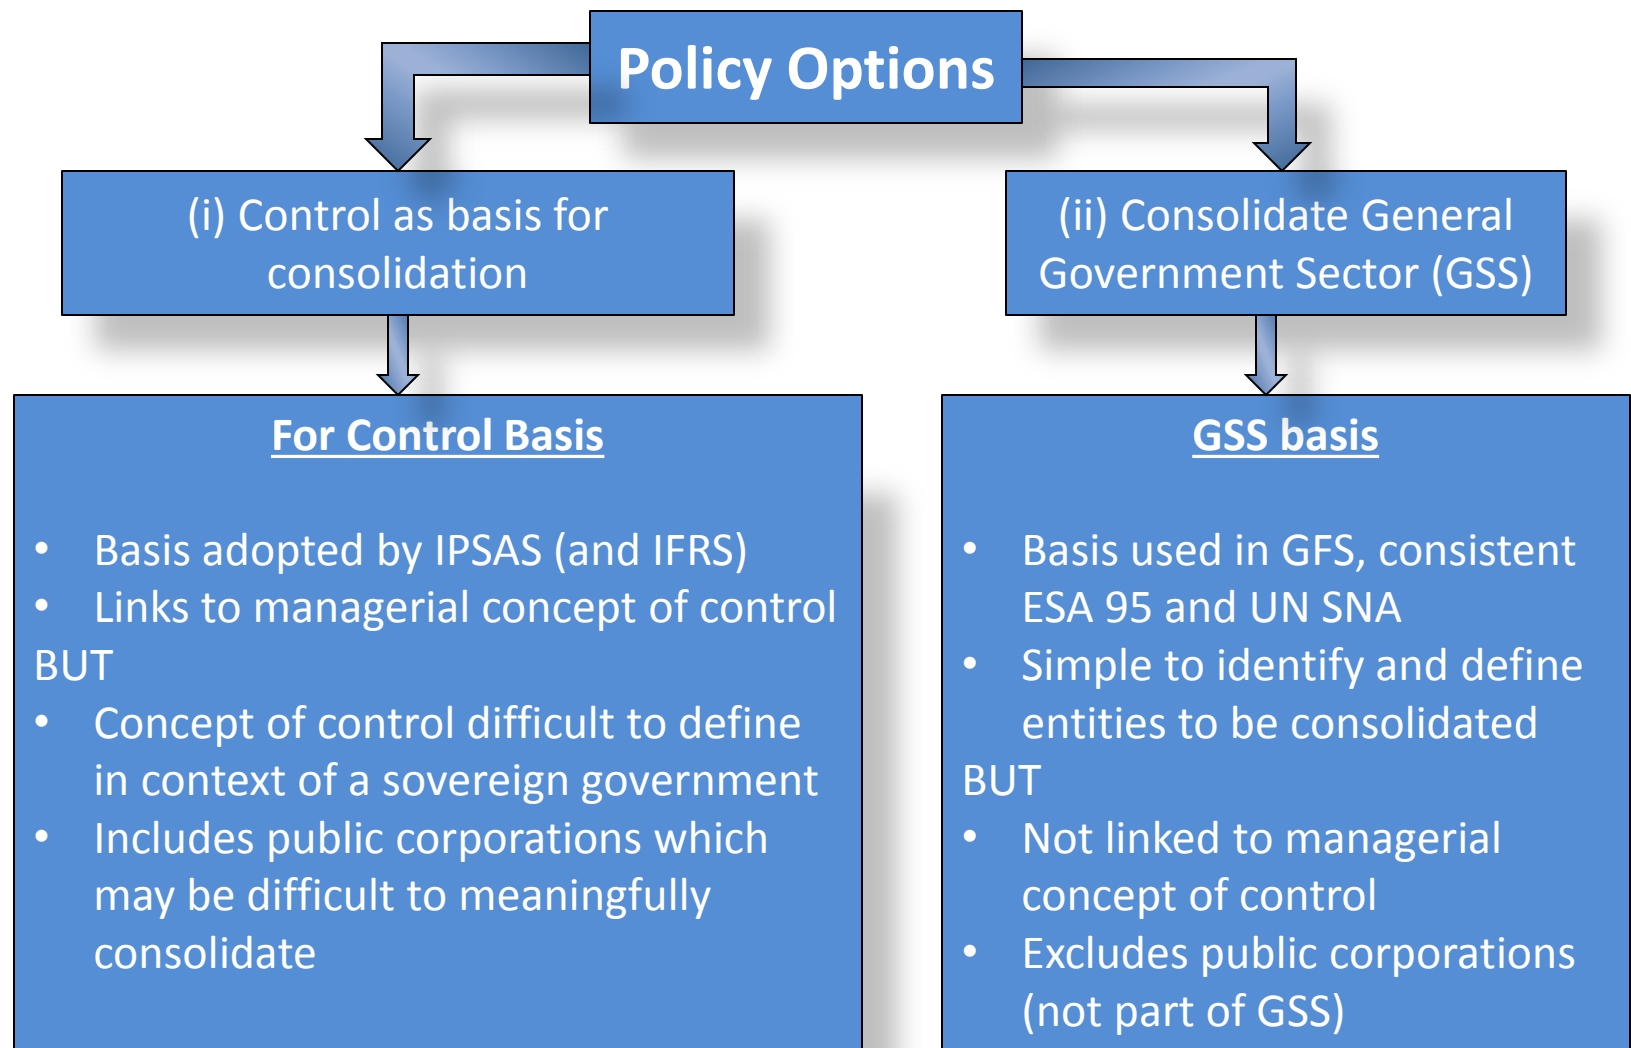 Policy Options
(i) Control as basis for
consolidation
(ii) Consolidate General
Government Sector (GSS)
For Control Basis
• Basis adopted by IPSAS (and IFRS)
• Links to managerial concept of control
BUT
• Concept of control difficult to define
in context of a sovereign government
• Includes public corporations which
may be difficult to meaningfully
consolidate
GSS basis
• Basis used in GFS, consistent
ESA 95 and UN SNA
• Simple to identify and define
entities to be consolidated
BUT
• Not linked to managerial
concept of control
• Excludes public corporations
(not part of GSS)